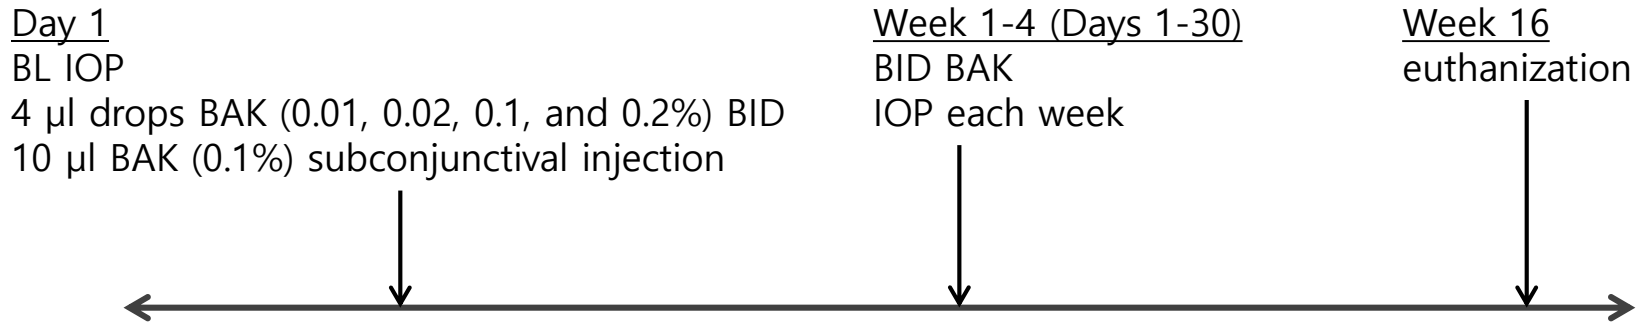 Day 1
BL IOP
4 µl drops BAK (0.01, 0.02, 0.1, and 0.2%) BID
10 µl BAK (0.1%) subconjunctival injection
Week 1-4 (Days 1-30)
BID BAK
IOP each week
Week 16
euthanization